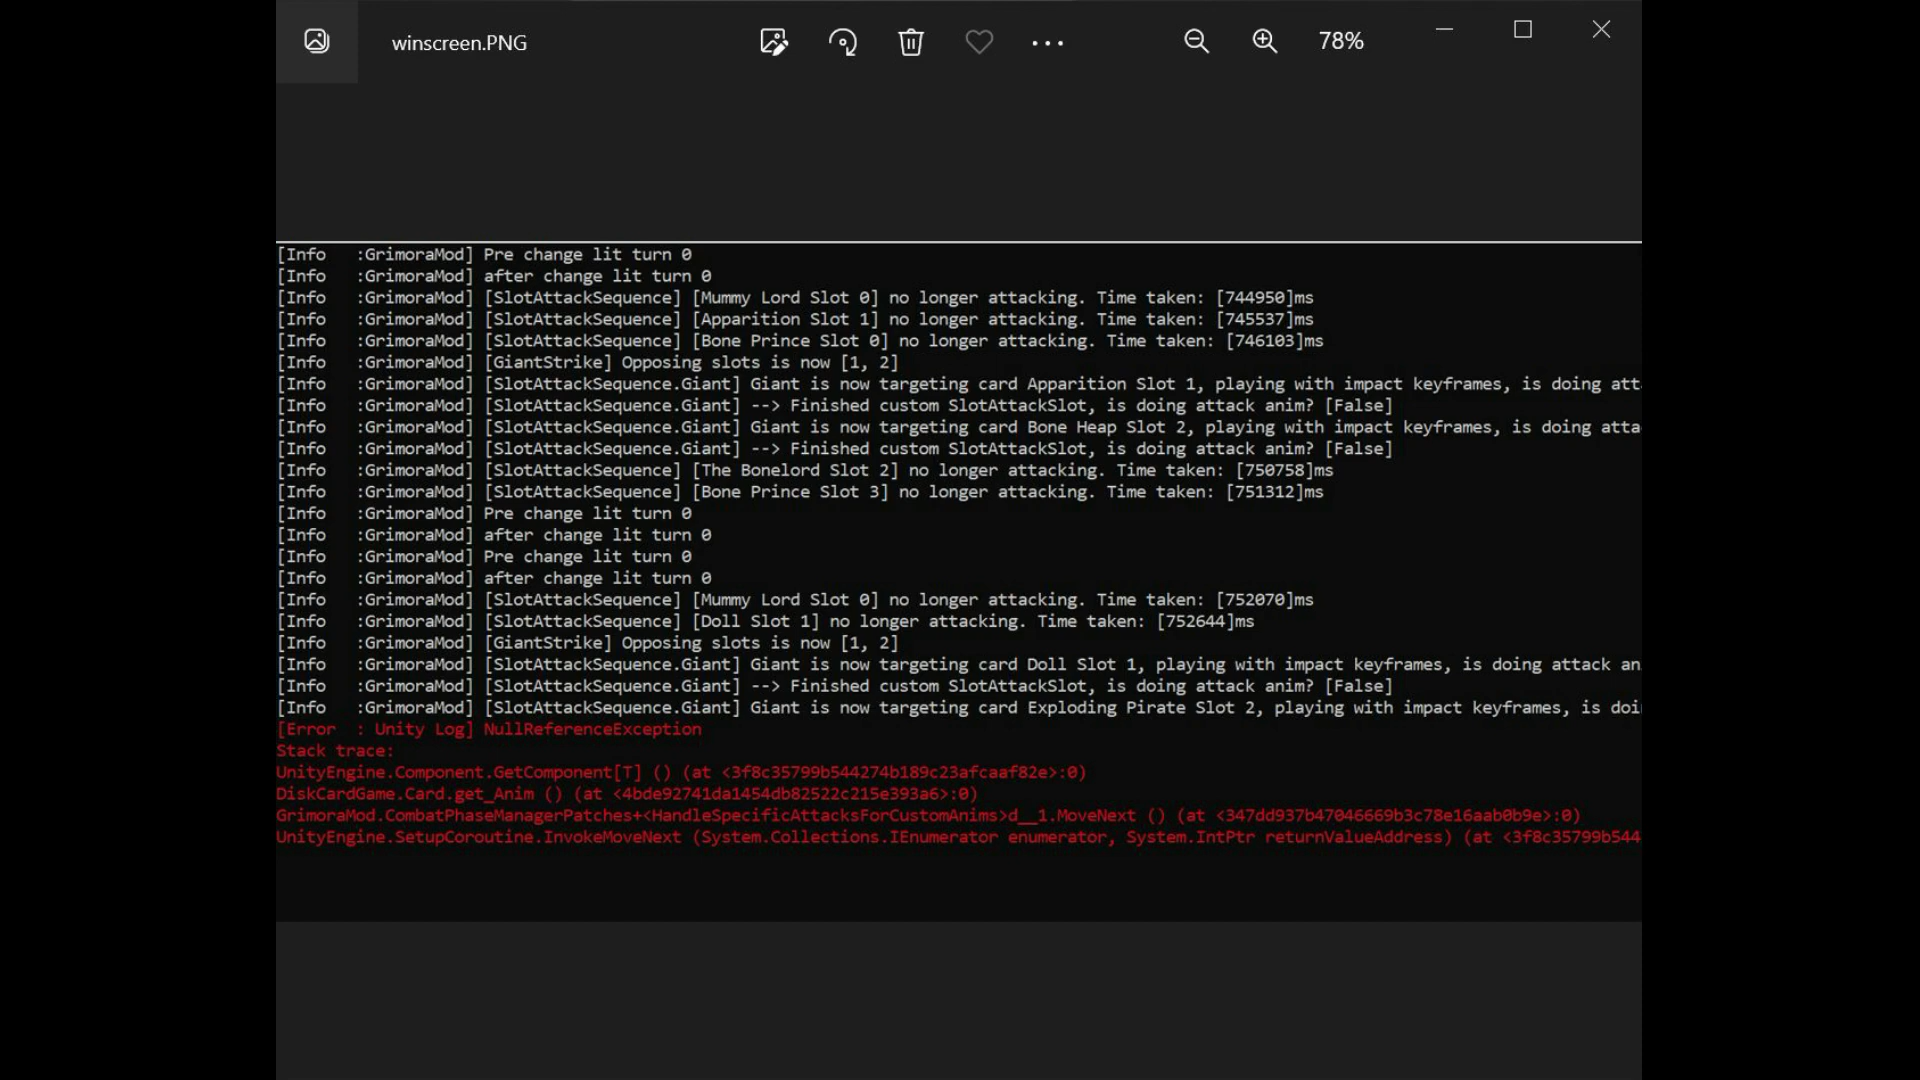 winscreen.PNG
78%
[Info   :GrimoraMod] Pre change lit turn 0
[Info   :GrimoraMod] after change lit turn 0
[Info   :GrimoraMod] [SlotAttackSequence] [Mummy Lord Slot 0] no longer attacking. Time taken: [744950]ms
[Info   :GrimoraMod] [SlotAttackSequence] [Apparition Slot 1] no longer attacking. Time taken: [745537]ms
[Info   :GrimoraMod] [SlotAttackSequence] [Bone Prince Slot 0] no longer attacking. Time taken: [746103]ms
[Info   :GrimoraMod] [GiantStrike] Opposing slots is now [1, 2]
[Info   :GrimoraMod] [SlotAttackSequence.Giant] Giant is now targeting card Apparition Slot 1, playing with impact keyframes, is doing att
[Info   :GrimoraMod] [SlotAttackSequence.Giant] --> Finished custom SlotAttackSlot, is doing attack anim? [False]
[Info   :GrimoraMod] [SlotAttackSequence.Giant] Giant is now targeting card Bone Heap Slot 2, playing with impact keyframes, is doing atta
[Info   :GrimoraMod] [SlotAttackSequence.Giant] --> Finished custom SlotAttackSlot, is doing attack anim? [False]
[Info   :GrimoraMod] [SlotAttackSequence] [The Bonelord Slot 2] no longer attacking. Time taken: [750758]ms
[Info   :GrimoraMod] [SlotAttackSequence] [Bone Prince Slot 3] no longer attacking. Time taken: [751312]ms
[Info   :GrimoraMod] Pre change lit turn 0
[Info   :GrimoraMod] after change lit turn 0
[Info   :GrimoraMod] Pre change lit turn 0
[Info   :GrimoraMod] after change lit turn 0
[Info   :GrimoraMod] [SlotAttackSequence] [Mummy Lord Slot 0] no longer attacking. Time taken: [752070]ms
[Info   :GrimoraMod] [SlotAttackSequence] [Doll Slot 1] no longer attacking. Time taken: [752644]ms
[Info   :GrimoraMod] [GiantStrike] Opposing slots is now [1, 2]
[Info   :GrimoraMod] [SlotAttackSequence.Giant] Giant is now targeting card Doll Slot 1, playing with impact keyframes, is doing attack an
[Info   :GrimoraMod] [SlotAttackSequence.Giant] --> Finished custom SlotAttackSlot, is doing attack anim? [False]
[Info   :GrimoraMod] [SlotAttackSequence.Giant] Giant is now targeting card Exploding Pirate Slot 2, playing with impact keyframes, is doi
[Error  : Unity Log] NullReferenceException
Stack trace:
UnityEngine.Component.GetComponent[T] () (at <3f8c35799b544274b189c23afcaaf82e>:0)
DiskCardGame.Card.get_Anim () (at <4bde92741da1454db82522c215e393a6>:0)
GrimoraMod.CombatPhaseManagerPatches+<HandleSpecificAttacksForCustomAnims>d__1.MoveNext () (at <347dd937b47046669b3c78e16aab0b9e>:0)
UnityEngine.SetupCoroutine.InvokeMoveNext (System.Collections.IEnumerator enumerator, System.IntPtr returnValueAddress) (at <3f8c35799b544